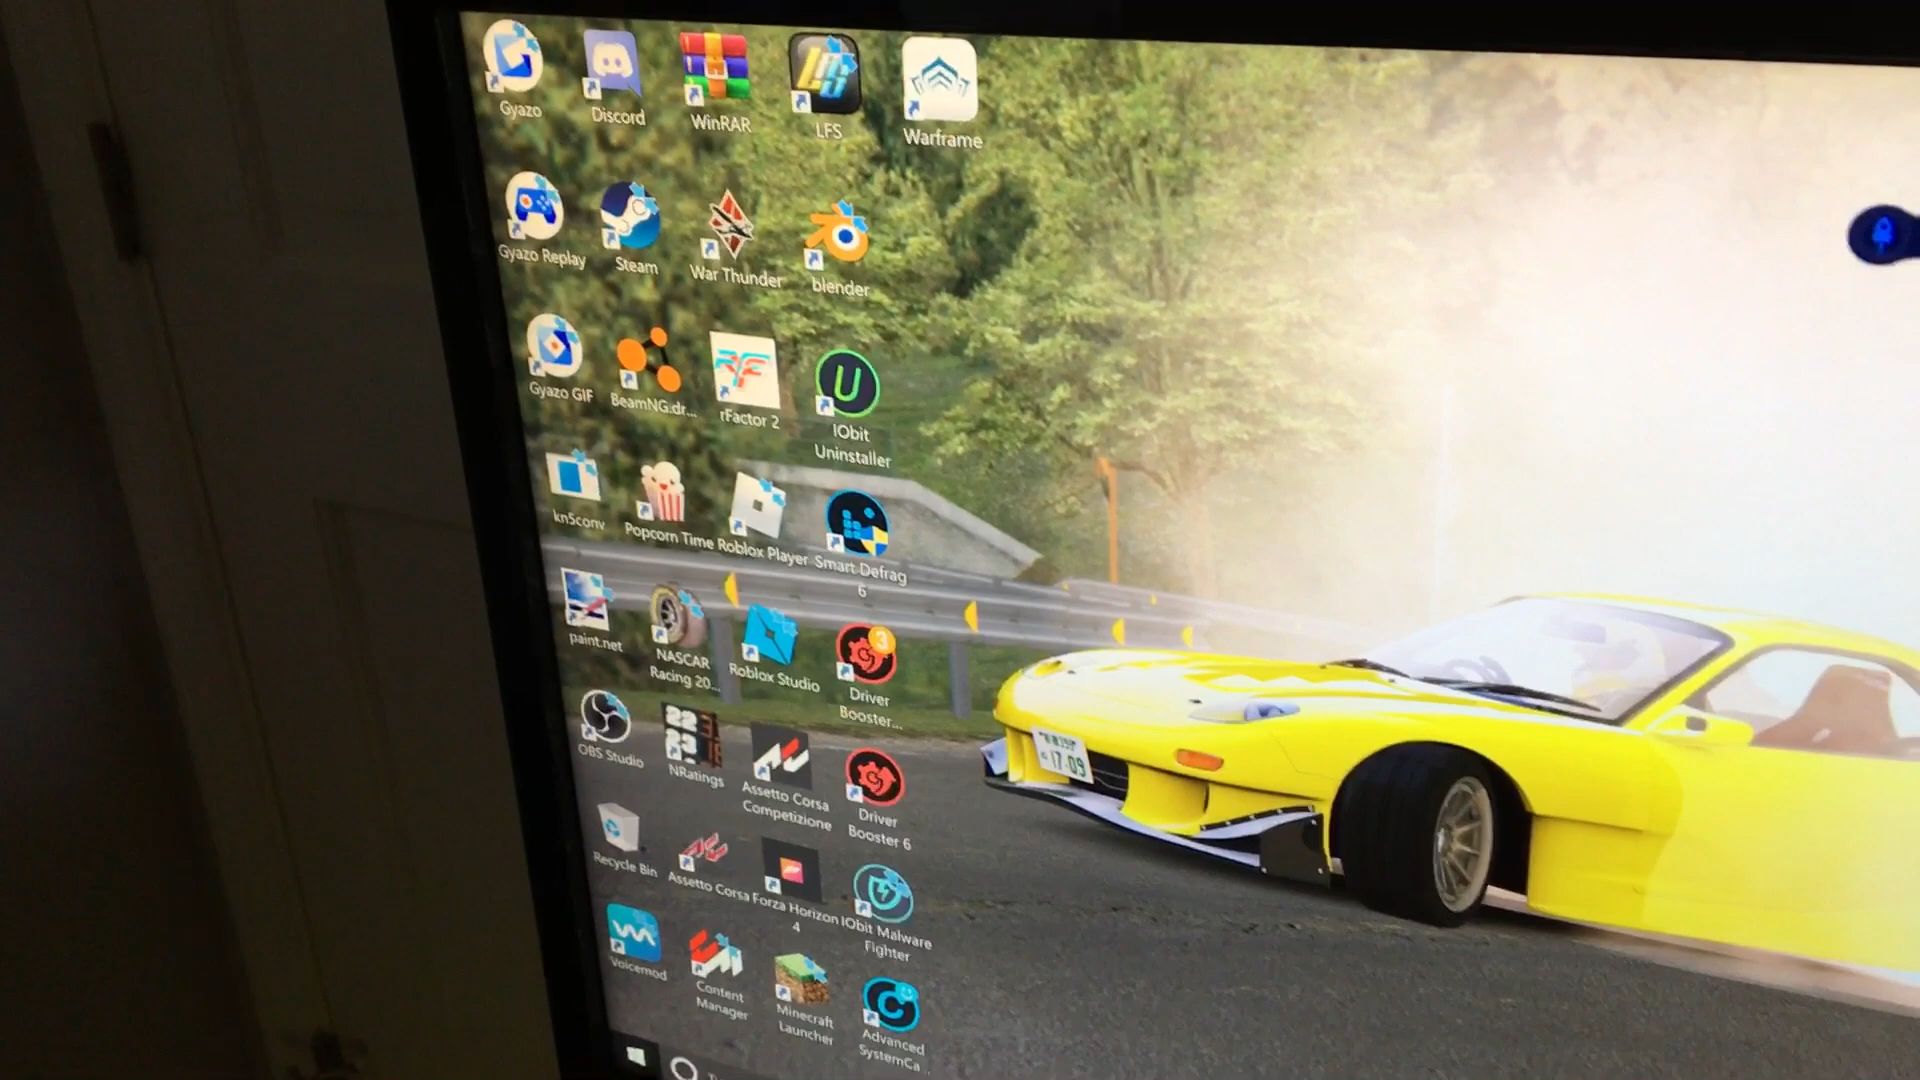 Gyazo
Discord
WinRAR
LFS
Warframe
Gyazo Replay
Steam
War Thunder
blender
Gyazo GIF
BeamNG.dr...
rFactor 2
IObit
Uninstaller
kn5conv
Popcorn Time
Roblox Player
Smart Defrag
6
paint.net
NASCAR
Racing 20...
Roblox Studio
3
Driver
Booster...
OBS Studio
NRatings
Assetto Corsa
Competizione
Driver
Booster 6
Recycle Bin
Assetto Corsa
Forza Horizon
4
IObit Malware
Fighter
Voicemod
Content
Manager
Minecraft
Launcher
Advanced
SystemCa...
17-09